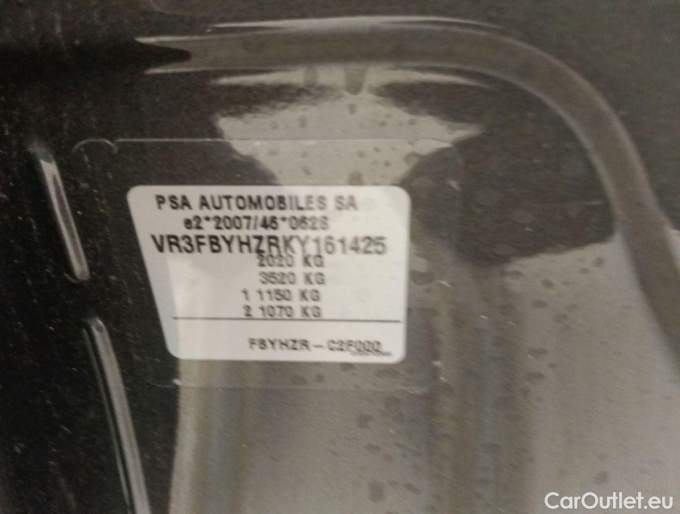 PSA AUTOMOBILES SA
e2*2007/46*0628
VR3FBYHZRKY161425
2020 KG
3520 KG
1 1150 KG
2 1070 KG
FBYHZR-C2F000
CarOutlet.eu